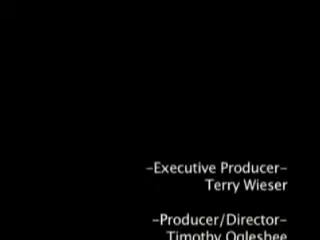 -Executive Producer-
Terry Wieser
-Producer/Director-
Timothy Oglesbee